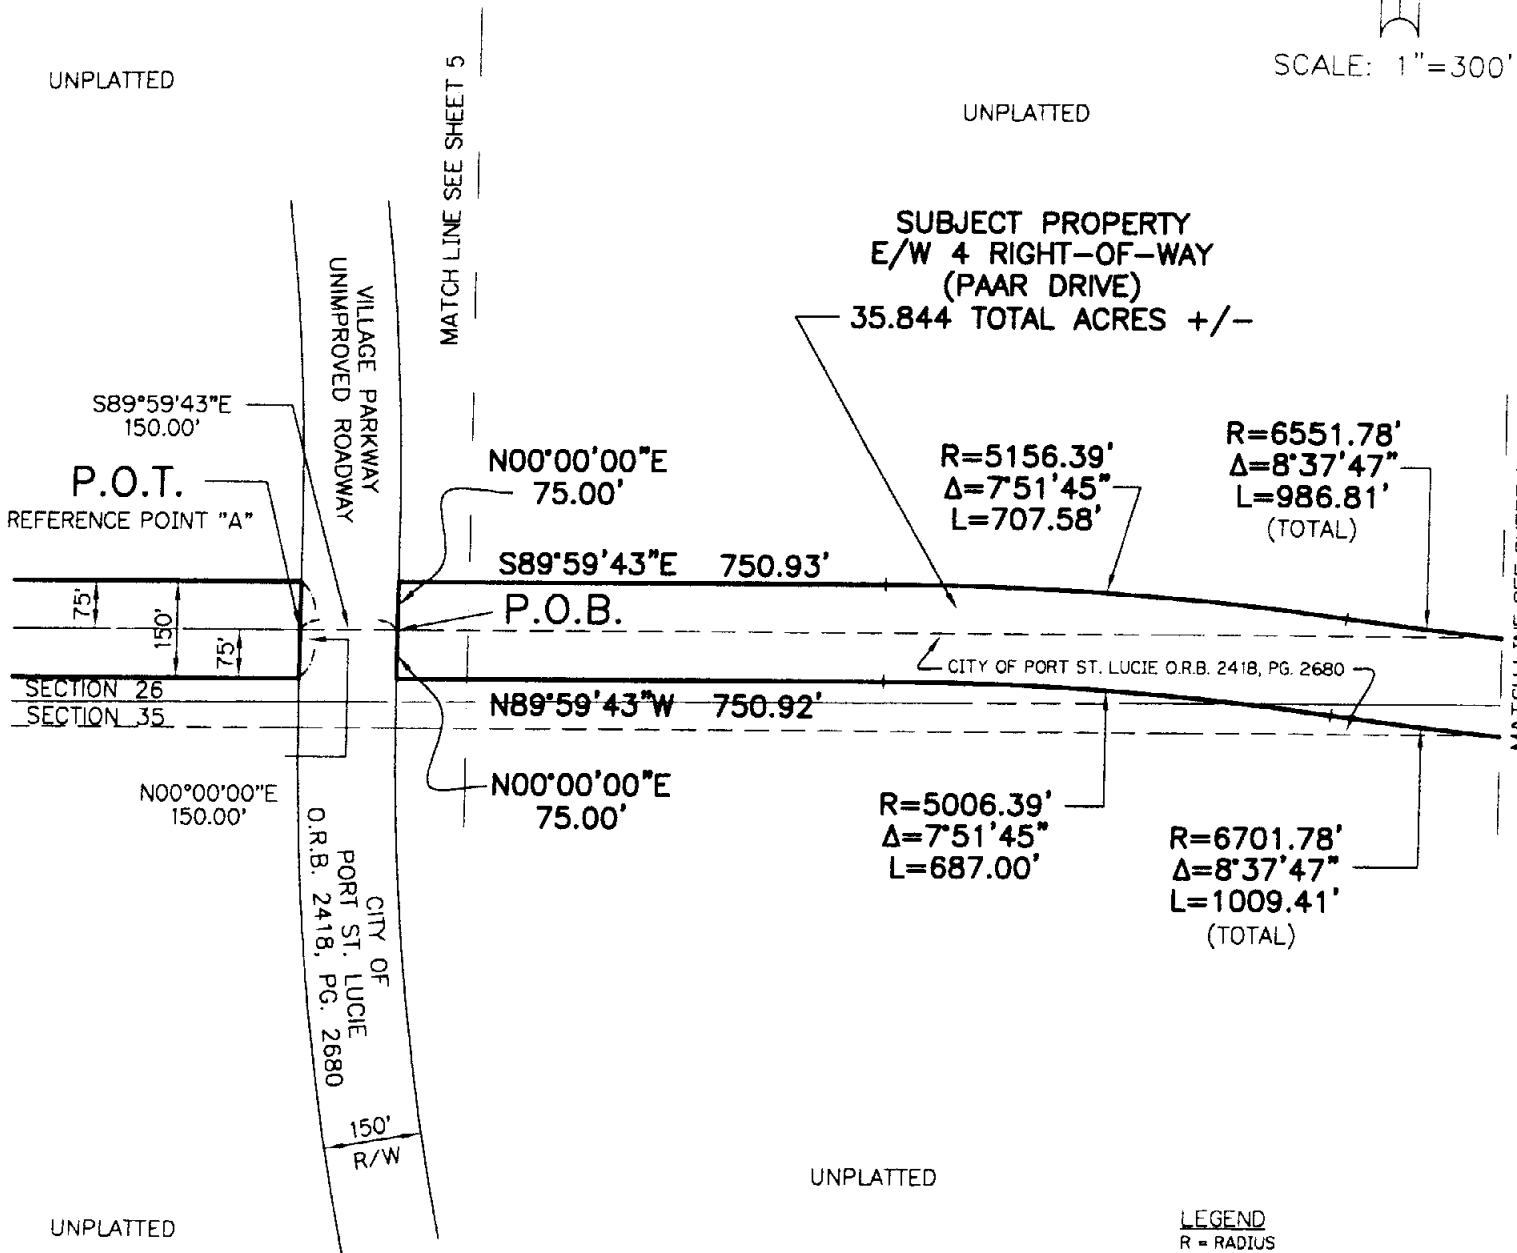 SCALE: 1"=300'
UNPLATTED
UNPLATTED
MATCH LINE SEE SHEET 5
SUBJECT PROPERTY
E/W 4 RIGHT-OF-WAY
(PAAR DRIVE)
35.844 TOTAL ACRES +/-
VILLAGE PARKWAY
UNIMPROVED ROADWAY
S89°59'43"E
150.00'
P.O.T.
REFERENCE POINT "A"
N00°00'00"E
75.00'
R=5156.39'
Δ=7°51'45"
L=707.58'
R=6551.78'
Δ=8°37'47"
L=986.81'
(TOTAL)
S89°59'43"E 750.93'
P.O.B.
75'
150'
75'
CITY OF PORT ST. LUCIE O.R.B. 2418, PG. 2680
SECTION 26
SECTION 35
N89°59'43"W 750.92'
N00°00'00"E
150.00'
N00°00'00"E
75.00'
R=5006.39'
Δ=7°51'45"
L=687.00'
R=6701.78'
Δ=8°37'47"
L=1009.41'
(TOTAL)
CITY OF
PORT ST. LUCIE
O.R.B. 2418, PG. 2680
150'
R/W
UNPLATTED
UNPLATTED
LEGEND
R = RADIUS